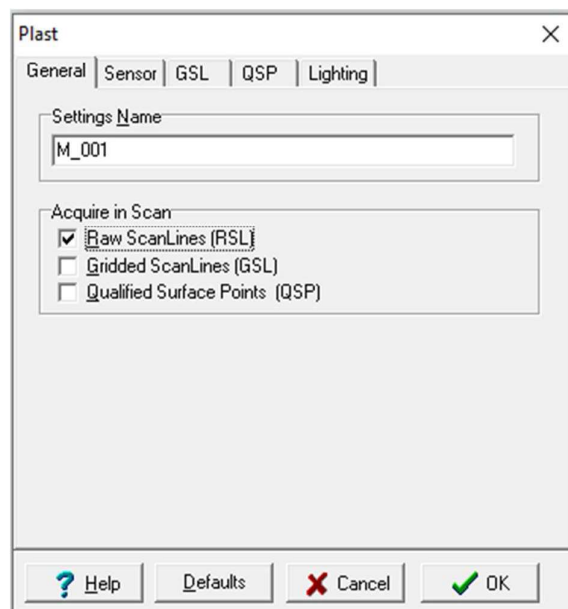 Plast
General Sensor GSL QSP Lighting
Settings Name
M_001
Acquire in Scan
Raw ScanLines (RSL)
Gridded ScanLines (GSL)
Qualified Surface Points (QSP)
? Help Defaults Cancel OK